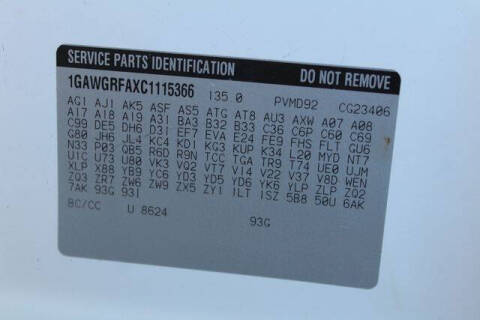 SERVICE PARTS IDENTIFICATION DO NOT REMOVE
1GAWGRFAXC1115366 135.0 PVMD92 CG23406
AG1 AJ1 AK5 ASF AS5 ATG AT8 AU3 AXW A07 A08
A17 A18 A19 A31 BA3 B32 B33 C36 C6P C60 C69
C99 DE5 DH6 D31 EF7 EVA E24 FE9 FHS FLT GU6
G80 JH6 JL4 KC4 KD1 KG3 KUP K34 L20 MYD NT7
N33 P03 QB5 R6D R9N TCC TGA TR9 T74 UE0 UJM
U1C U73 U80 VK3 VQ2 VT7 V14 V22 V37 V8D WEN
XLP X88 YB9 YC6 YD3 YD5 YD6 YK6 YLP ZLP ZQ2
ZQ3 ZR7 ZW6 ZW9 ZX5 ZY1 1LT 1SZ 5B8 50U 6AK
7AK 93G 93I
BC/CC U 8624 93G